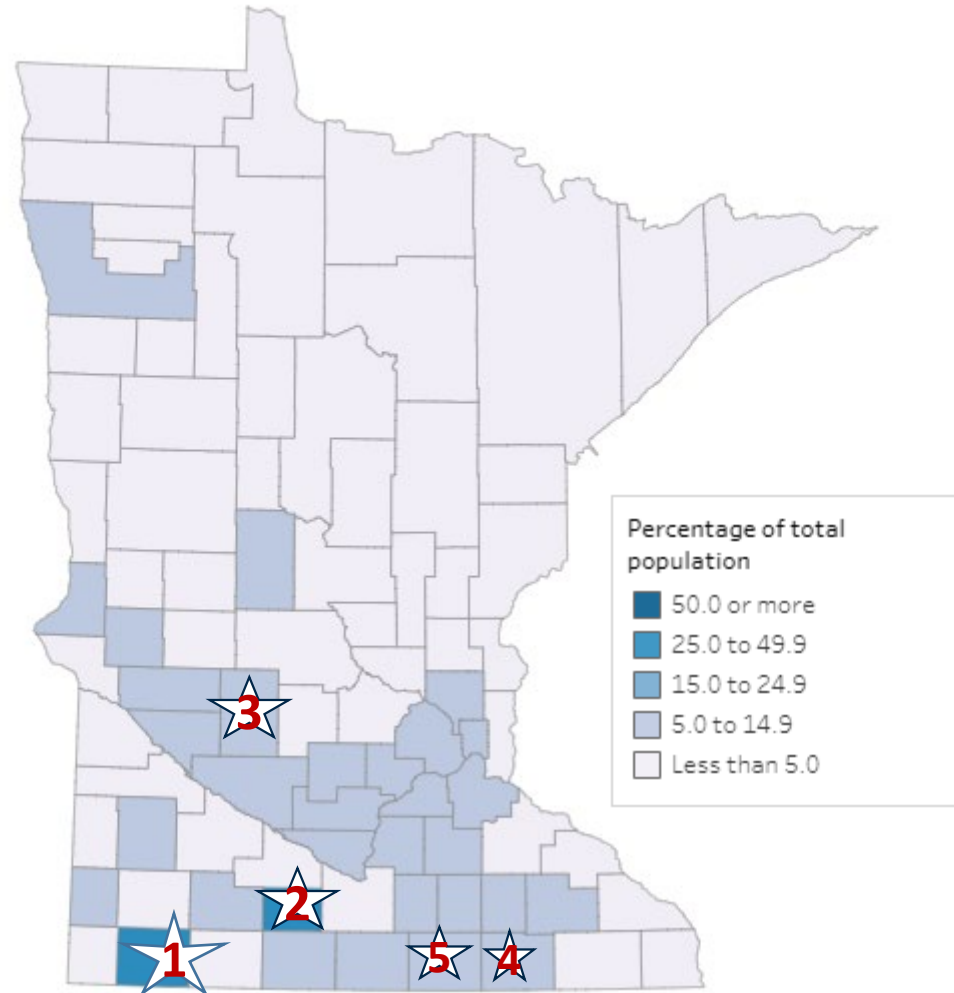 Percentage of total
population
50.0 or more
25.0 to 49.9
15.0 to 24.9
5.0 to 14.9
Less than 5.0
3
2
1
5
4